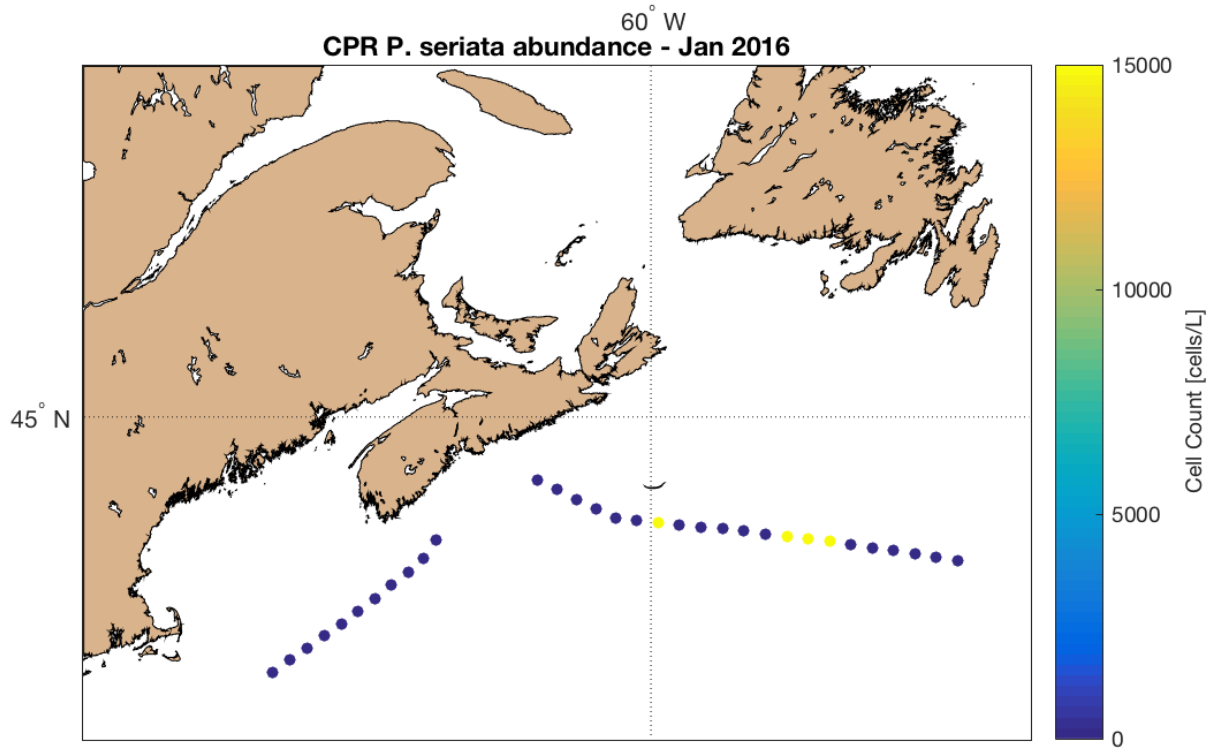 60° W
CPR P. seriata abundance - Jan 2016
45° N
15000
10000
5000
0
Cell Count [cells/L]